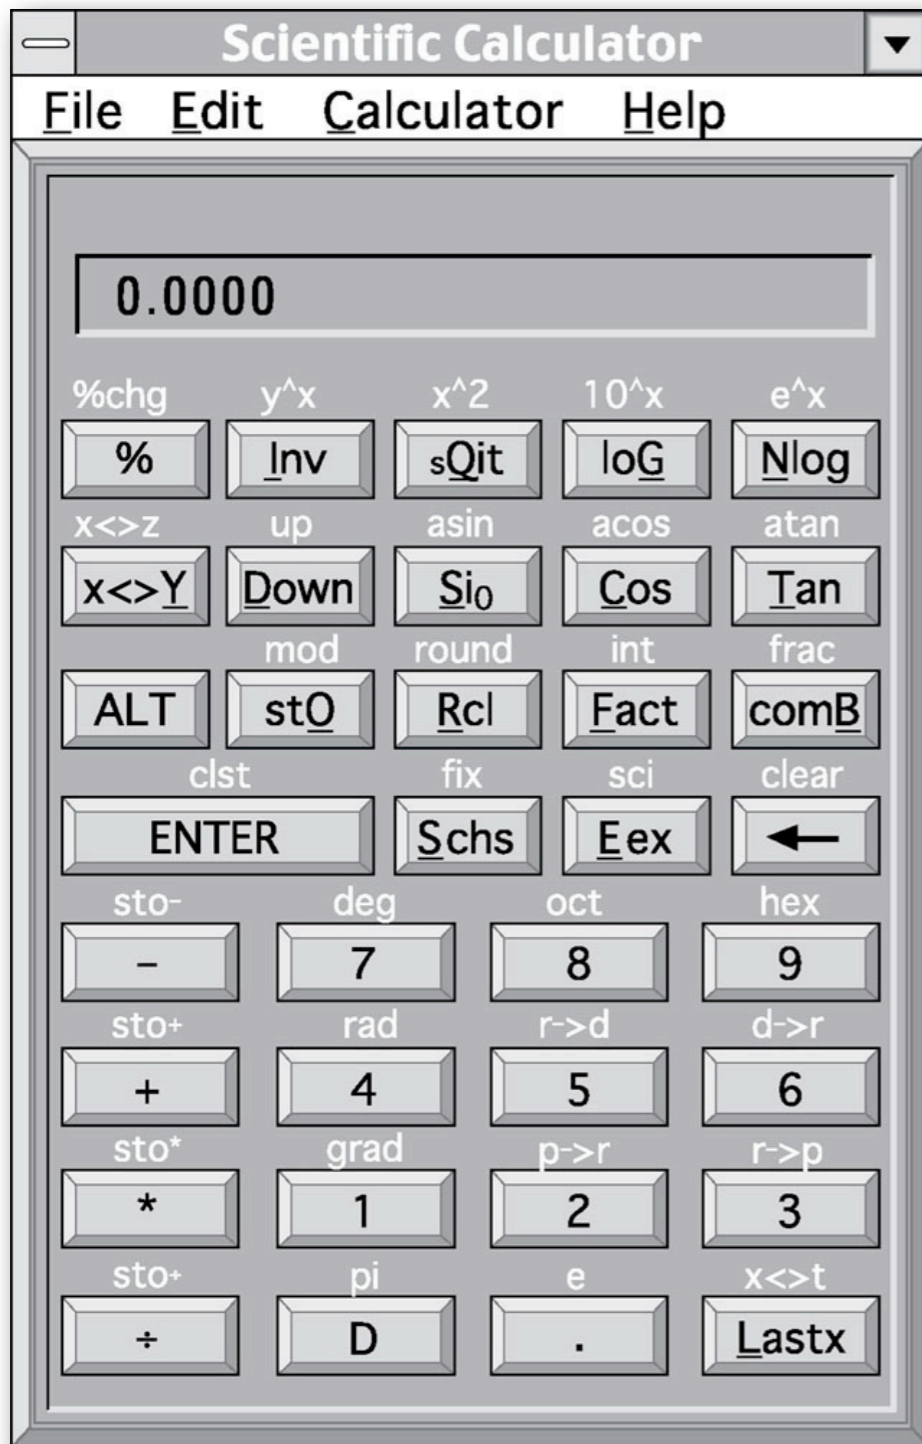 Scientific Calculator
File Edit Calculator Help
0.0000
%chg y^x x^2 10^x e^x
% Inv sQit loG Nlog
x<>z up asin acos atan
x<>Y Down Si0 Cos Tan
mod round int frac
ALT stO Rcl Fact comB
clst fix sci clear
ENTER Schs Eex ←
sto- deg oct hex
- 7 8 9
sto+ rad r->d d->r
+ 4 5 6
sto* grad p->r r->p
* 1 2 3
sto+ pi e x<>t
÷ D . Lastx